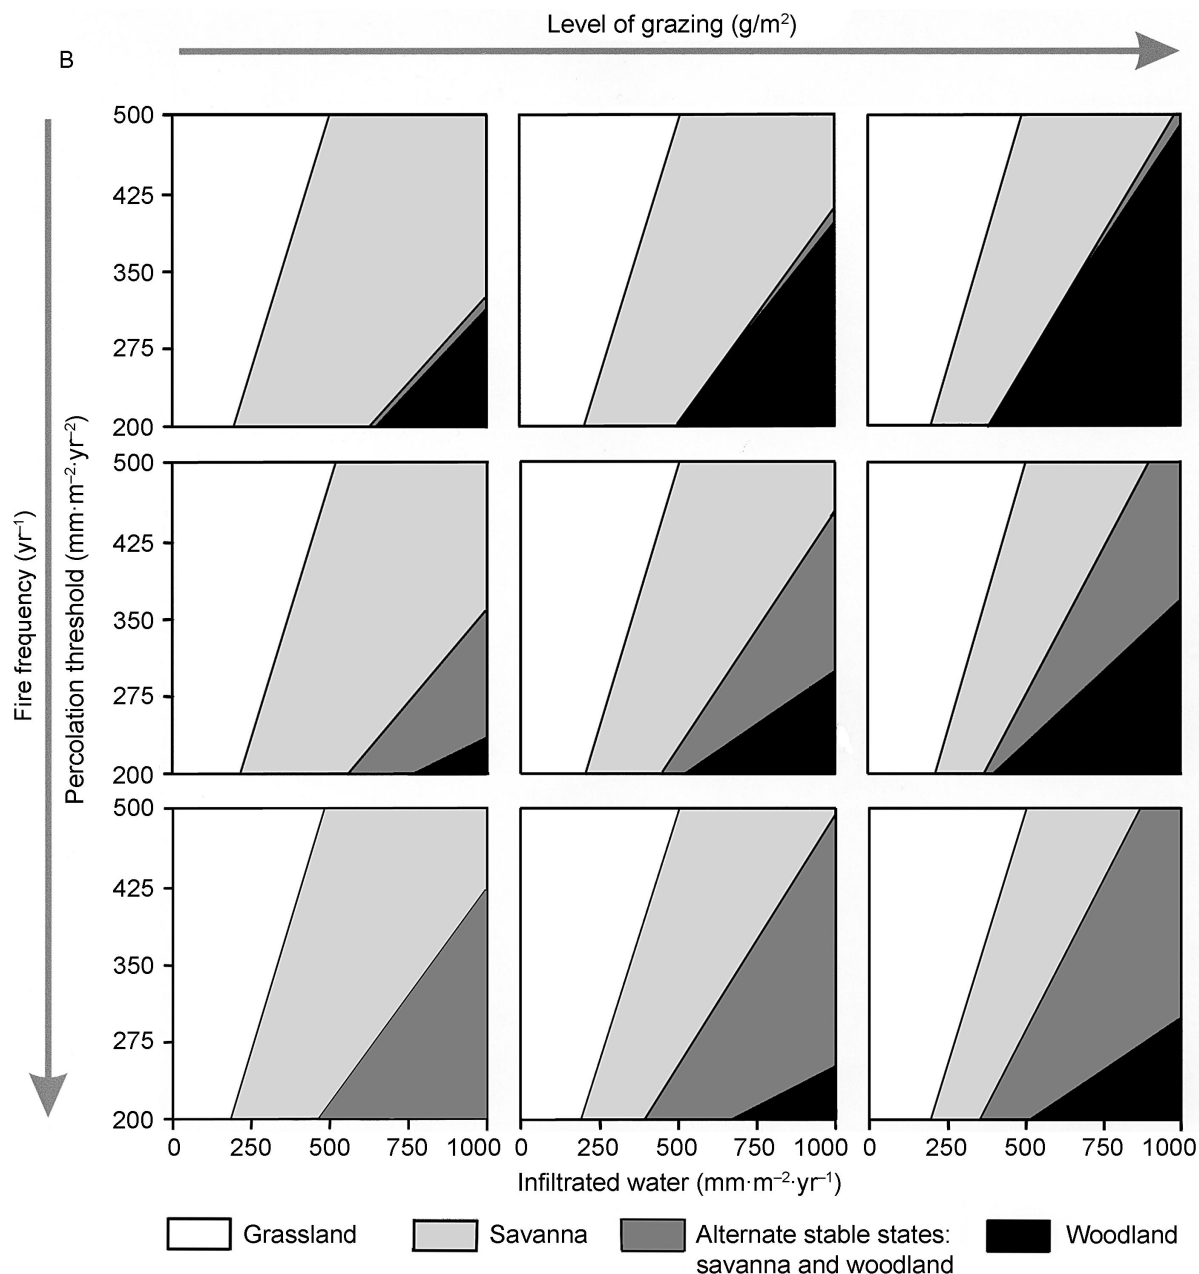 Level of grazing (g/m²)
B
500
425
350
275
200
500
425
350
275
200
500
425
350
275
200
Fire frequency (yr⁻¹)
Percolation threshold (mm·m⁻²·yr⁻²)
0 250 500 750 1000 0 250 500 750 1000 0 250 500 750 1000
Infiltrated water (mm·m⁻²·yr⁻¹)
Grassland Savanna Alternate stable states: Woodland
savanna and woodland